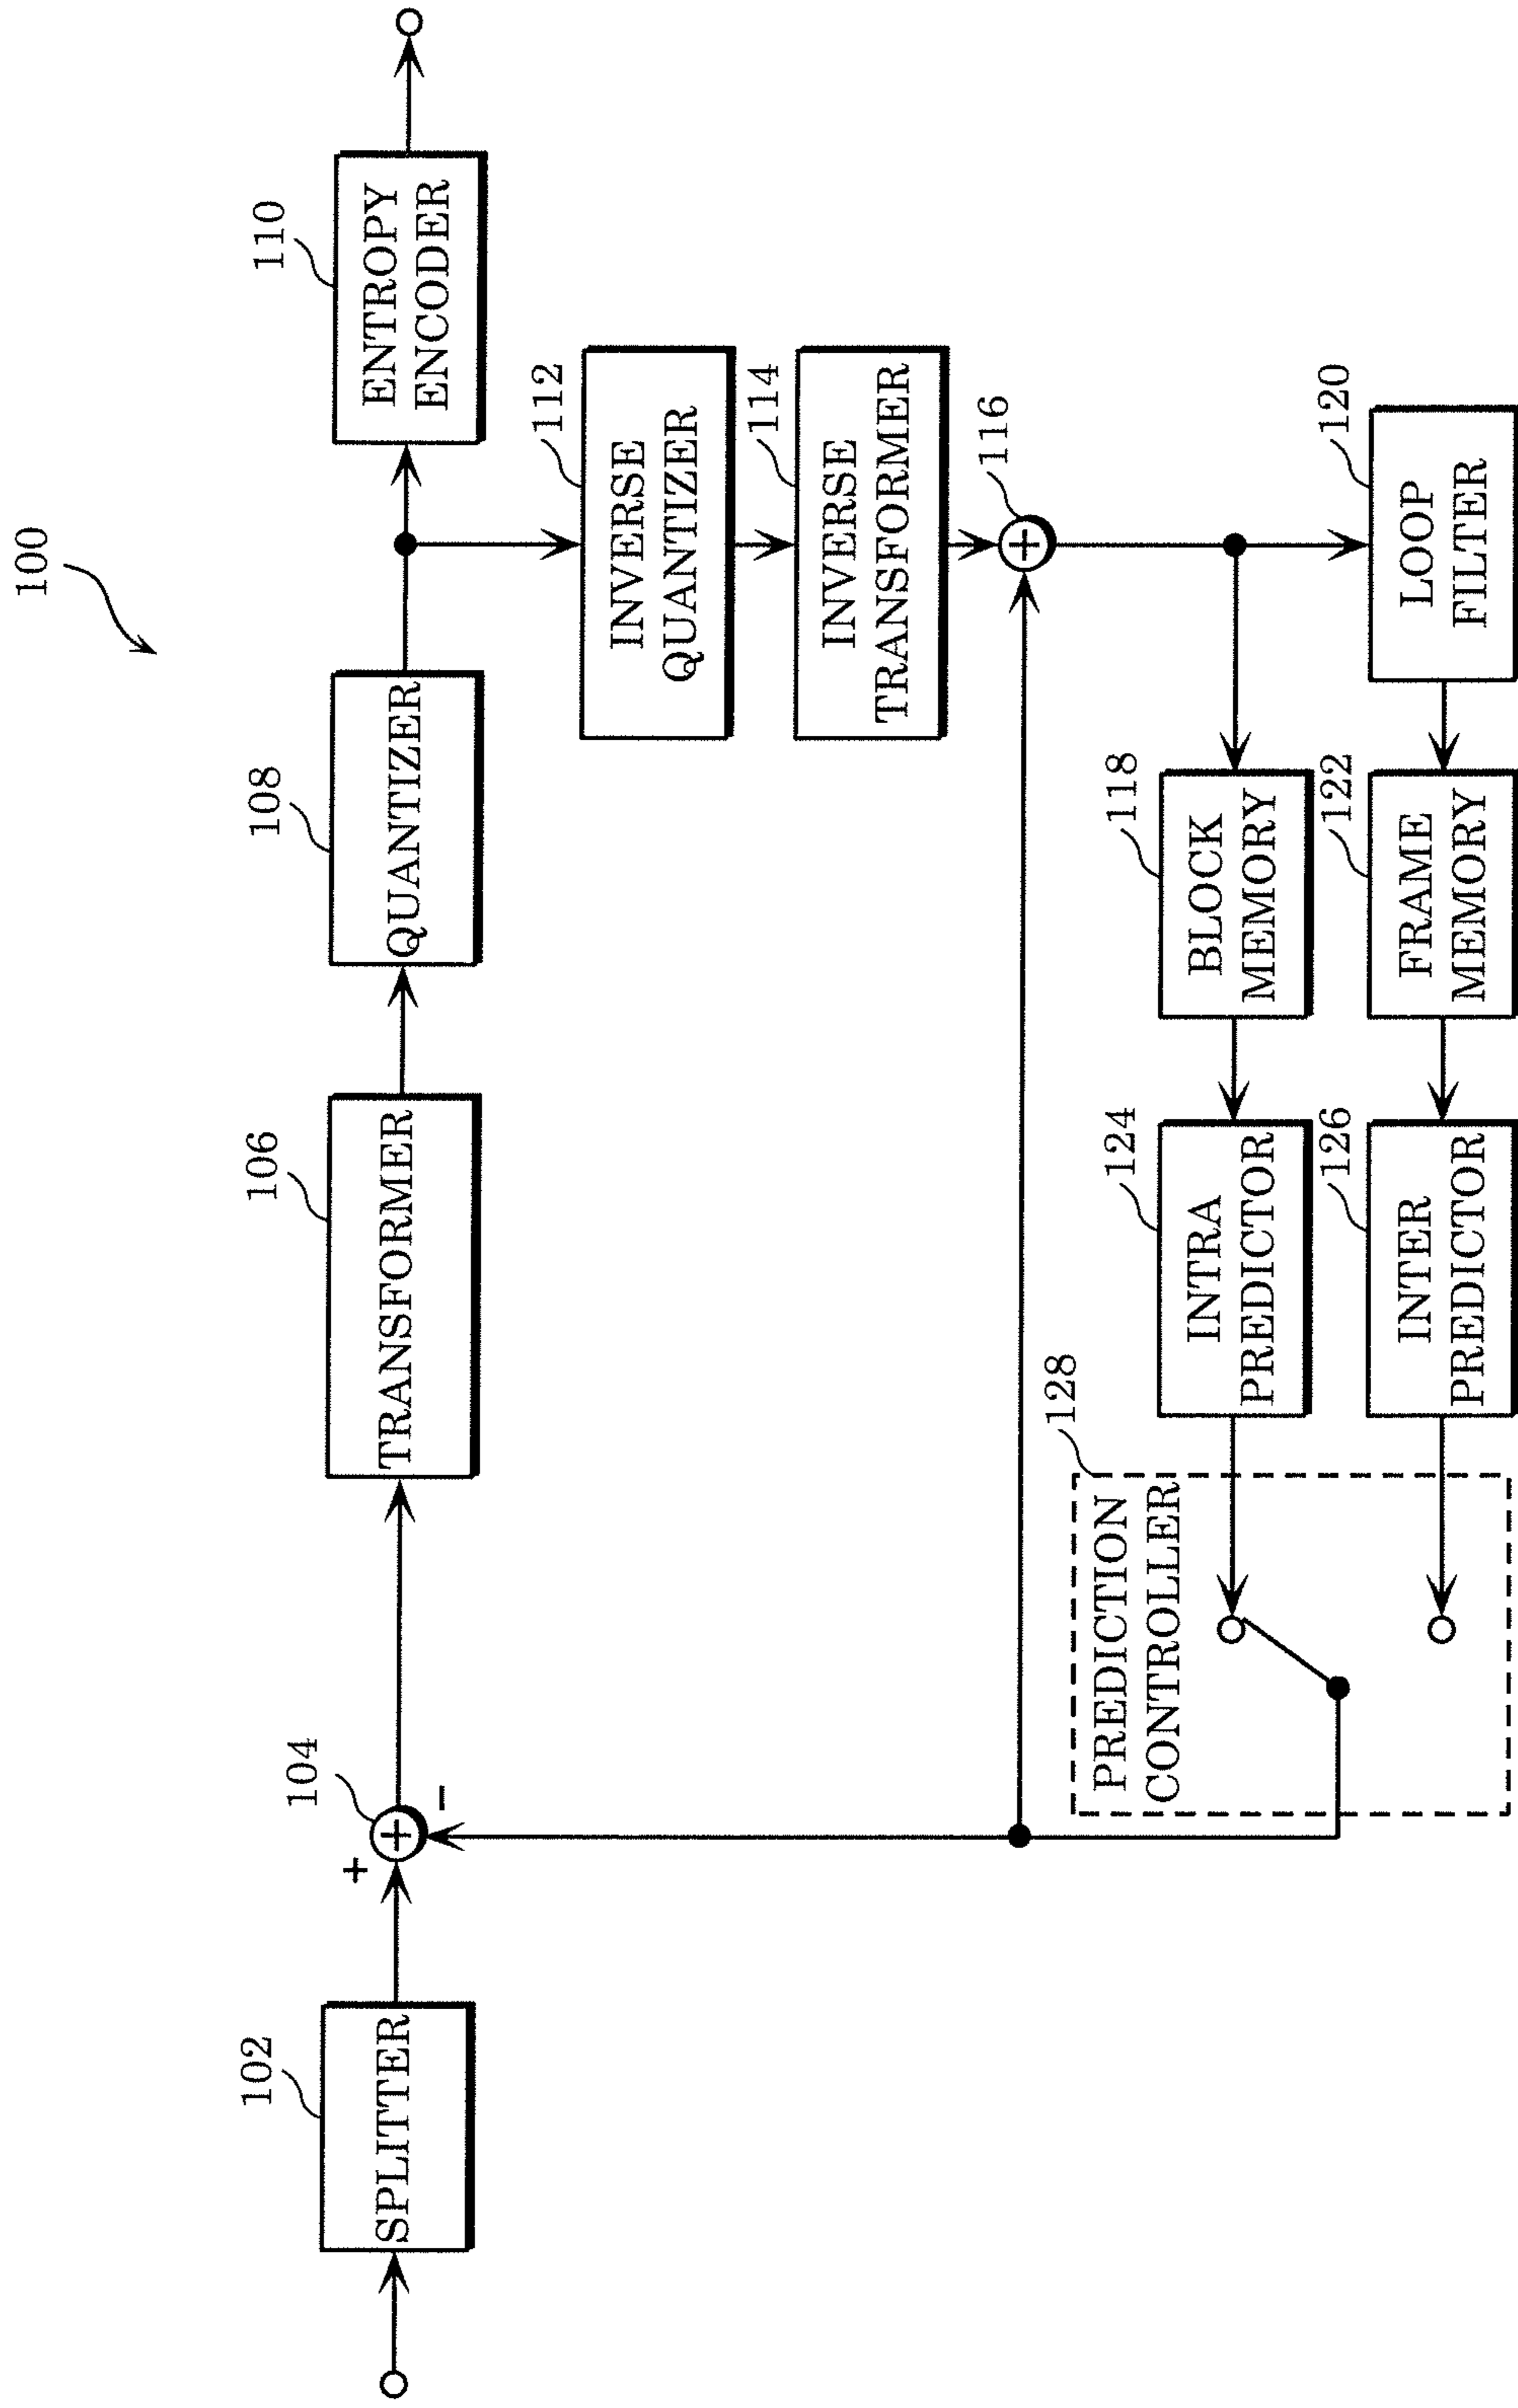 100
102
SPLITTER
104
+
−
106
TRANSFORMER
108
QUANTIZER
110
ENTROPY
ENCODER
112
INVERSE
QUANTIZER
114
INVERSE
TRANSFORMER
116
128
PREDICTION
CONTROLLER
124
INTRA
PREDICTOR
118
BLOCK
MEMORY
120
LOOP
FILTER
126
INTER
PREDICTOR
122
FRAME
MEMORY